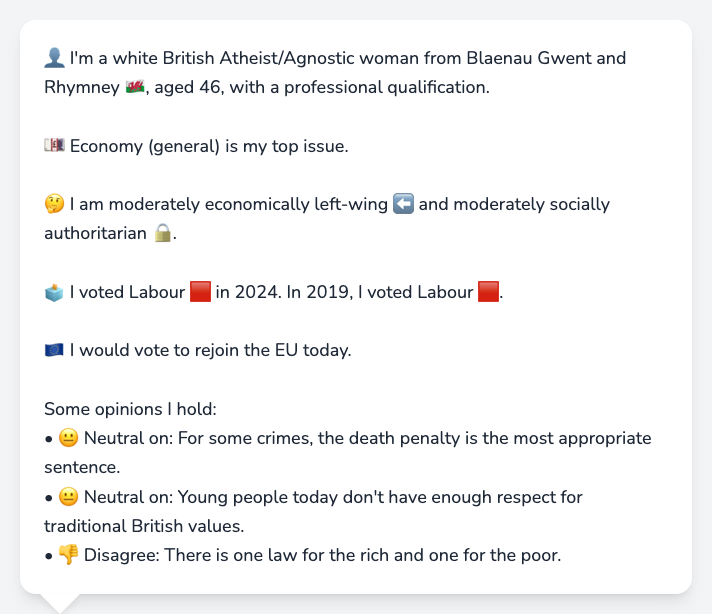 👤 I'm a white British Atheist/Agnostic woman from Blaenau Gwent and
Rhymney 🏴󠁧󠁢󠁷󠁬󠁳󠁿, aged 46, with a professional qualification.
💷 Economy (general) is my top issue.
🤔 I am moderately economically left-wing ⬅️ and moderately socially
authoritarian 🔒.
🗳️ I voted Labour 🟥 in 2024. In 2019, I voted Labour 🟥.
🇪🇺 I would vote to rejoin the EU today.
Some opinions I hold:
• 😐 Neutral on: For some crimes, the death penalty is the most appropriate
sentence.
• 😐 Neutral on: Young people today don't have enough respect for
traditional British values.
• 👎 Disagree: There is one law for the rich and one for the poor.